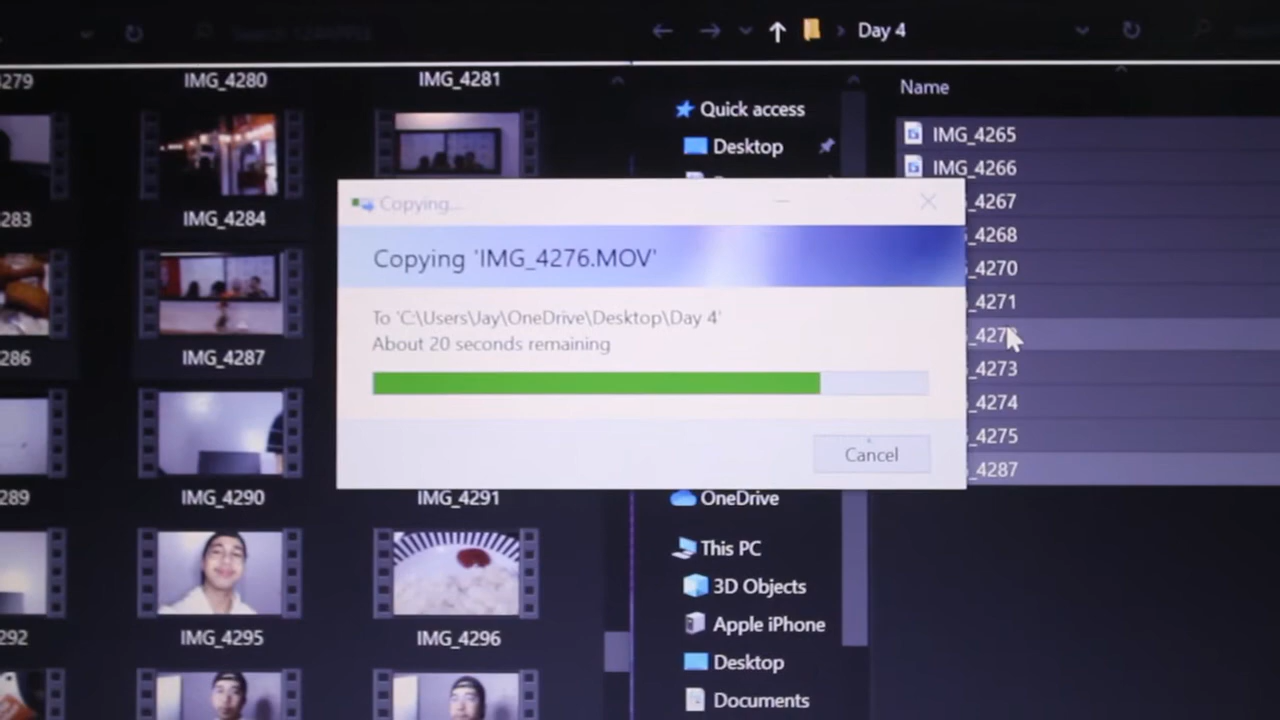 Day 4
4279
IMG_4280
IMG_4281
Quick access
Desktop
Name
IMG_4265
IMG_4266
_4267
_4268
_4270
_4271
_4273
_4274
_4275
_4287
283
IMG_4284
286
IMG_4287
289
IMG_4290
IMG_4291
292
IMG_4295
IMG_4296
Copying...
Copying 'IMG_4276.MOV'
To 'C:\Users\Jay\OneDrive\Desktop\Day 4'
About 20 seconds remaining
Cancel
OneDrive
This PC
3D Objects
Apple iPhone
Desktop
Documents